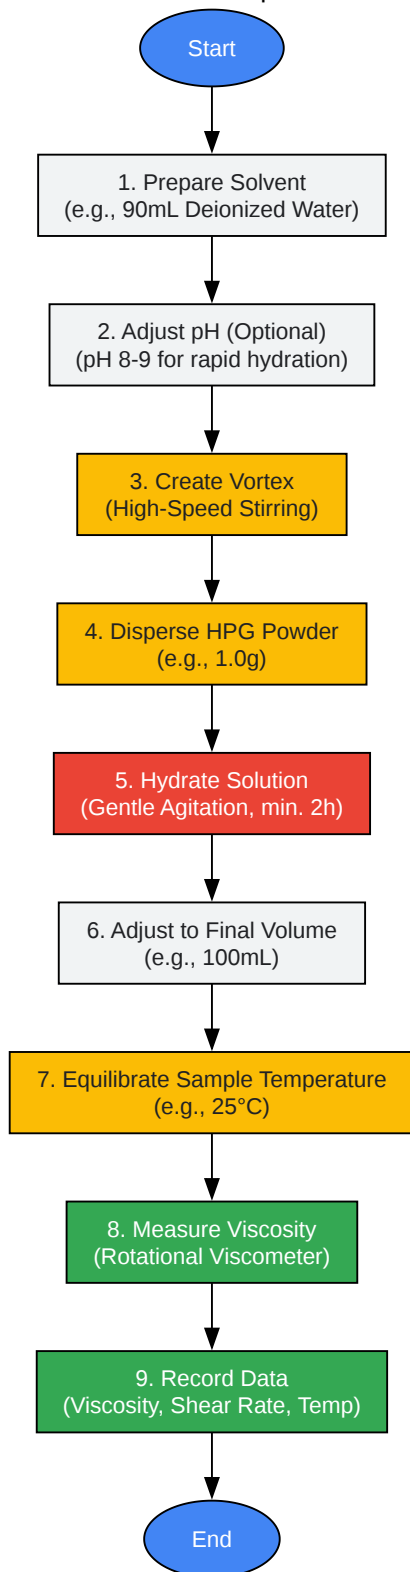 Start
1. Prepare Solvent
(e.g., 90mL Deionized Water)
2. Adjust pH (Optional)
(pH 8-9 for rapid hydration)
3. Create Vortex
(High-Speed Stirring)
4. Disperse HPG Powder
(e.g., 1.0g)
5. Hydrate Solution
(Gentle Agitation, min. 2h)
6. Adjust to Final Volume
(e.g., 100mL)
7. Equilibrate Sample Temperature
(e.g., 25°C)
8. Measure Viscosity
(Rotational Viscometer)
9. Record Data
(Viscosity, Shear Rate, Temp)
End